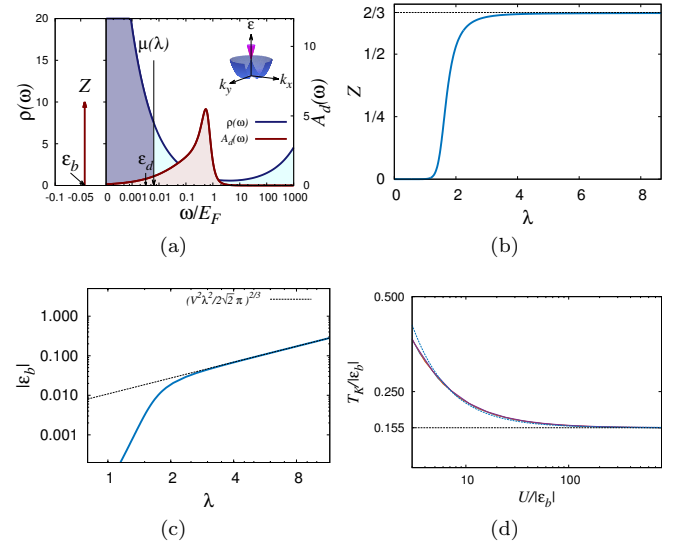 20
15
10
5
0
ρ(ω)
μ(λ)
Z
ε_b
ε_d
ε
k_y
k_x
ρ(ω)
A_d(ω)
10
5
0
A_d(ω)
-0.1 -0.05 0 0.001 0.01 0.1 1 10 100 1000
ω/E_F
(a)
2/3
1/2
1/4
0
Z
0 2 4 6 8
λ
(b)
(V²λ²/2√2 π)^{2/3}
1.000
0.100
0.010
0.001
|ε_b|
1 2 4 8
λ
(c)
0.500
0.250
0.155
T_K/|ε_b|
10 100
U/|ε_b|
(d)